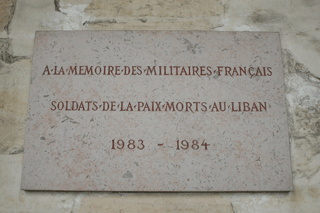 A·LA·MEMOIRE·DES·MILITAIRES·FRANÇAIS
SOLDATS·DE·LA·PAIX·MORTS·AU·LIBAN
1983 - 1984